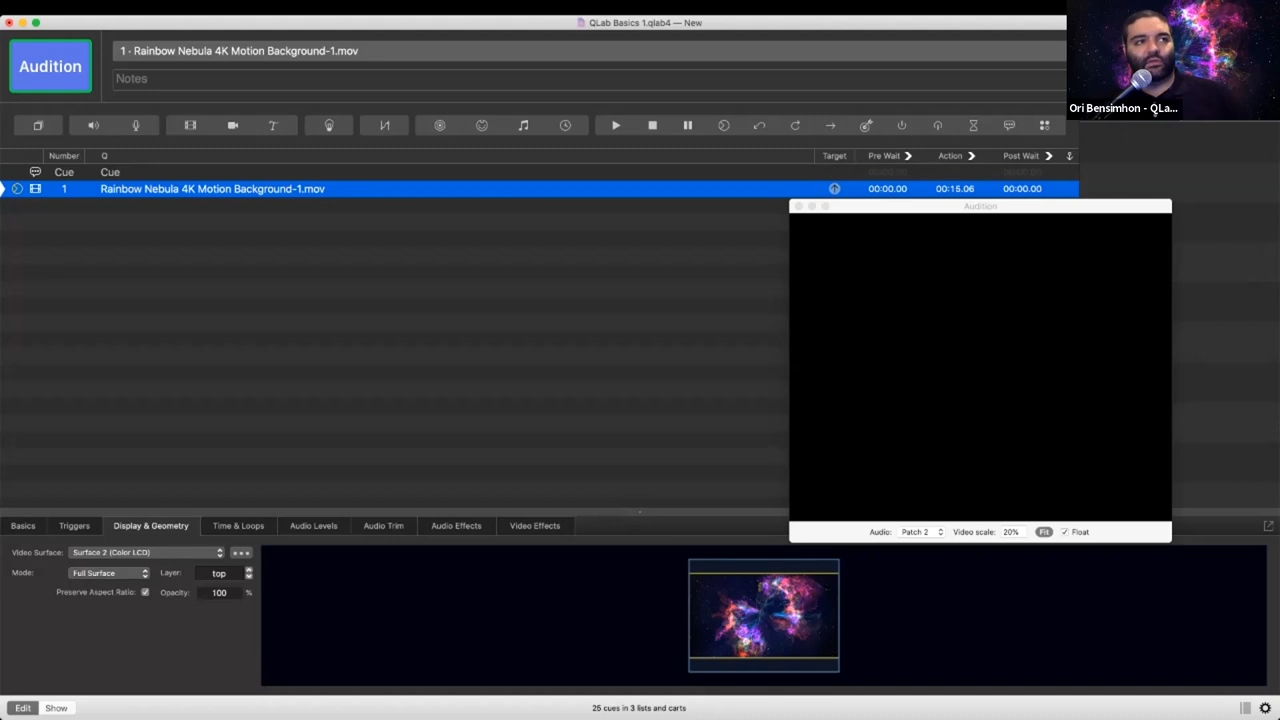 QLab Basics 1.qlab4 — New
Audition
1 · Rainbow Nebula 4K Motion Background-1.mov
Notes
Ori Bensimhon - QLa...
Number Q Target Pre Wait Action Post Wait
Cue Cue 00:00.00
1 Rainbow Nebula 4K Motion Background-1.mov 00:00.00 00:15.06 00:00.00
Audition
Audio: Patch 2 Video scale: 20% Fit Float
Basics Triggers Display & Geometry Time & Loops Audio Levels Audio Trim Audio Effects Video Effects
Video Surface: Surface 2 (Color LCD)
Mode: Full Surface Layer: top
Preserve Aspect Ratio: Opacity: 100 %
Edit Show 26 cues in 3 lists and carts